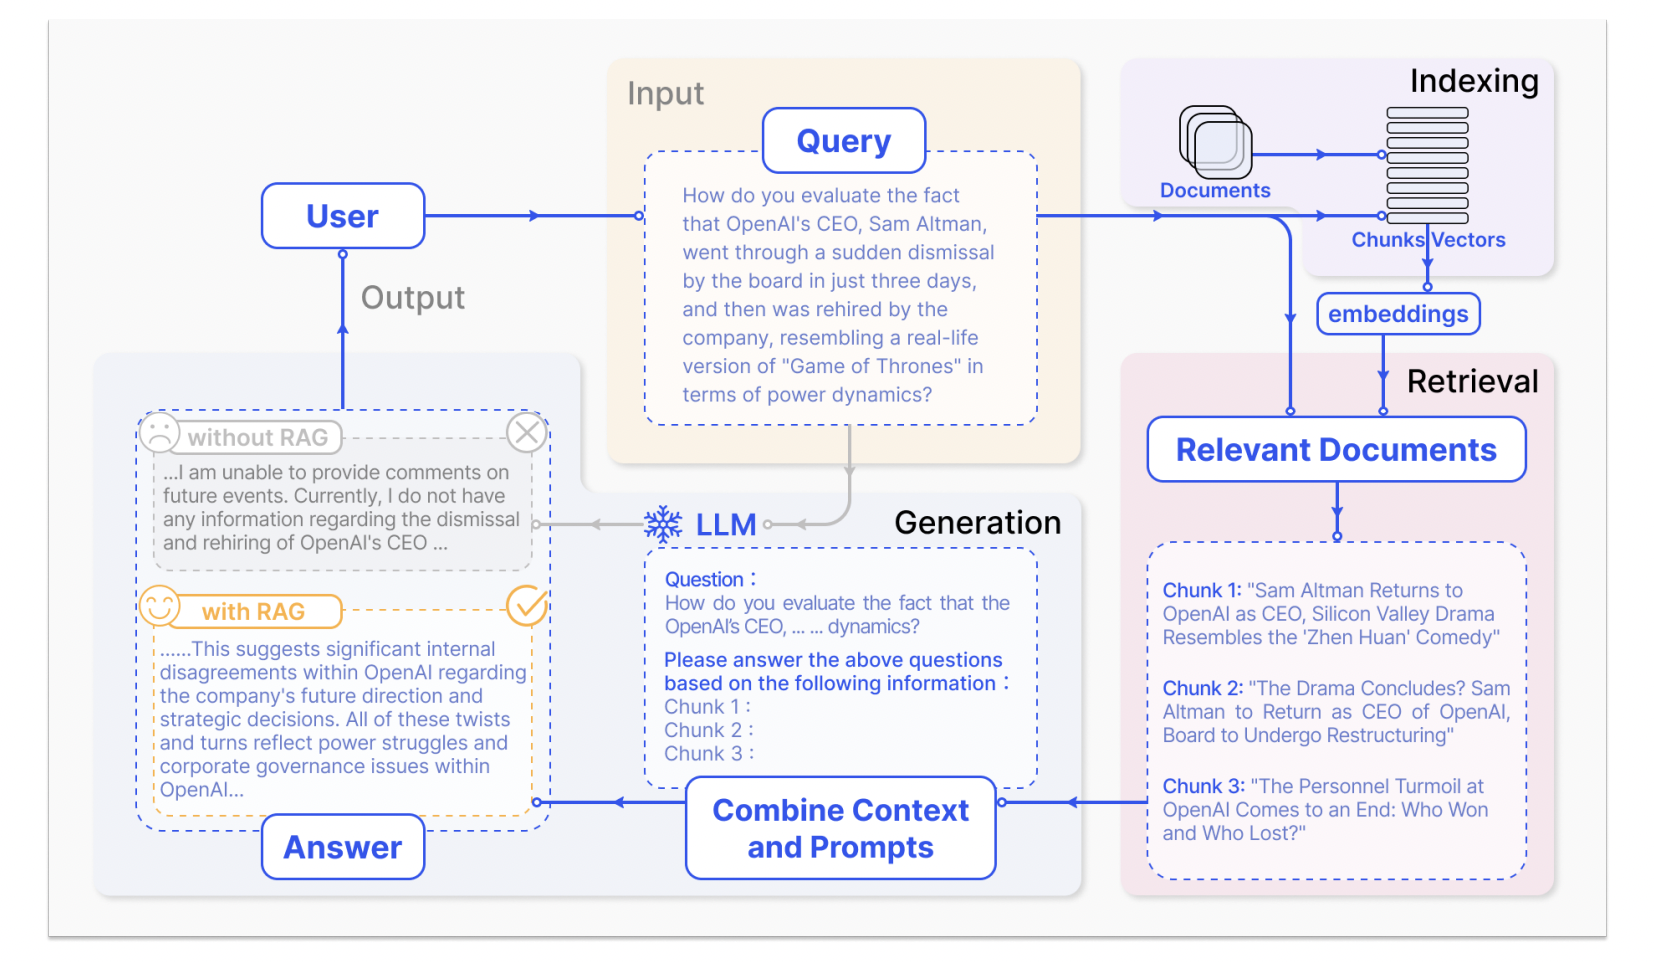 Input
Query
How do you evaluate the fact
that OpenAI's CEO, Sam Altman,
went through a sudden dismissal
by the board in just three days,
and then was rehired by the
company, resembling a real-life
version of "Game of Thrones" in
terms of power dynamics?
Indexing
Documents
Chunks Vectors
embeddings
User
Output
Retrieval
Relevant Documents
Chunk 1: "Sam Altman Returns to
OpenAI as CEO, Silicon Valley Drama
Resembles the 'Zhen Huan' Comedy"
Chunk 2: "The Drama Concludes? Sam
Altman to Return as CEO of OpenAI,
Board to Undergo Restructuring"
Chunk 3: "The Personnel Turmoil at
OpenAI Comes to an End: Who Won
and Who Lost?"
Generation
LLM
Question :
How do you evaluate the fact that the
OpenAI's CEO, ... ... dynamics?
Please answer the above questions
based on the following information :
Chunk 1 :
Chunk 2 :
Chunk 3 :
Combine Context
and Prompts
without RAG
...I am unable to provide comments on
future events. Currently, I do not have
any information regarding the dismissal
and rehiring of OpenAI's CEO ...
with RAG
......This suggests significant internal
disagreements within OpenAI regarding
the company's future direction and
strategic decisions. All of these twists
and turns reflect power struggles and
corporate governance issues within
OpenAI...
Answer